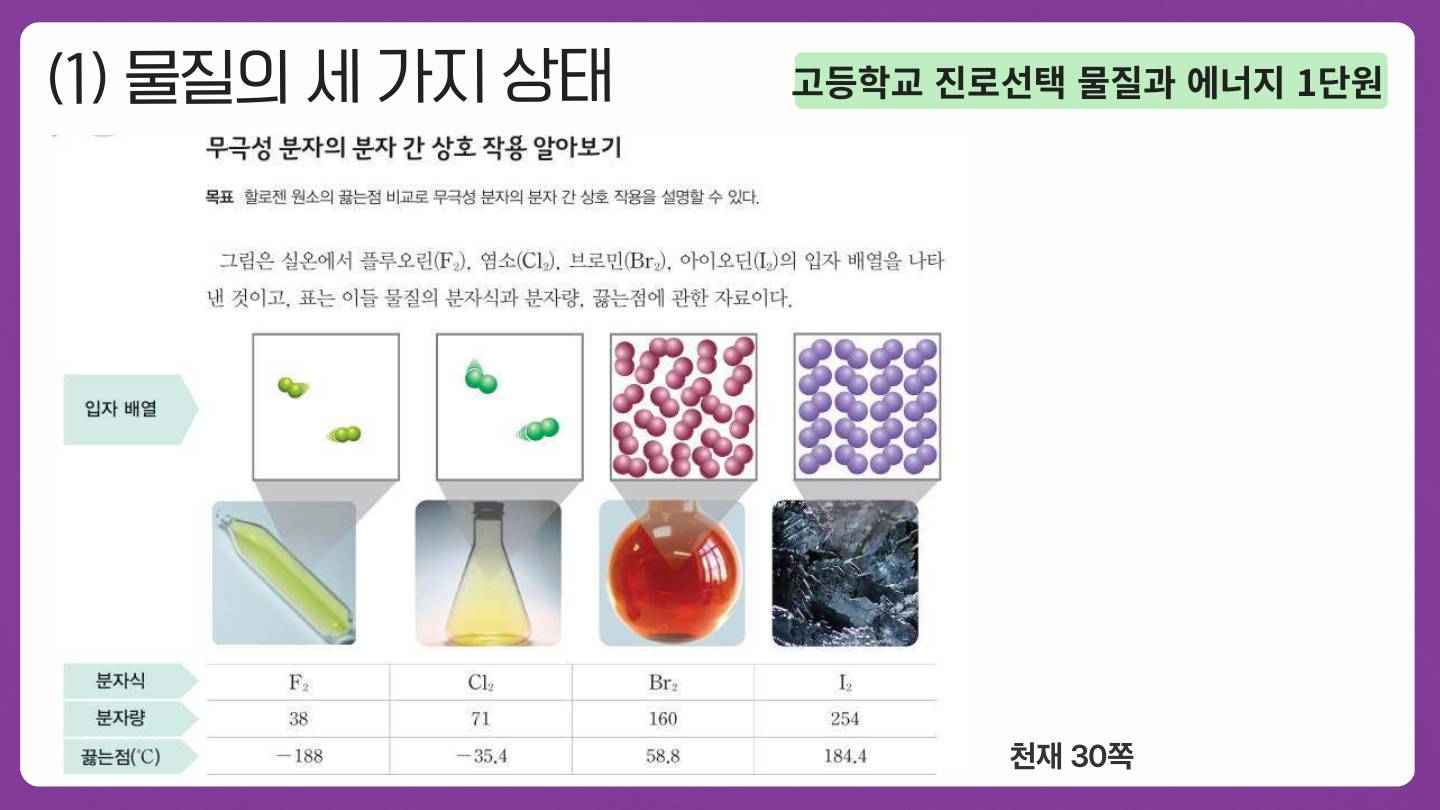 (1) 물질의 세 가지 상태
고등학교 진로선택 물질과 에너지 1단원
무극성 분자의 분자 간 상호 작용 알아보기
목표 할로젠 원소의 끓는점 비교로 무극성 분자의 분자 간 상호 작용을 설명할 수 있다.
그림은 실온에서 플루오린(F₂), 염소(Cl₂), 브로민(Br₂), 아이오딘(I₂)의 입자 배열을 나타
낸 것이고, 표는 이들 물질의 분자식과 분자량, 끓는점에 관한 자료이다.
입자 배열
분자식 F₂ Cl₂ Br₂ I₂
분자량 38 71 160 254
끓는점(℃) －188 －35.4 58.8 184.4
천재 30쪽